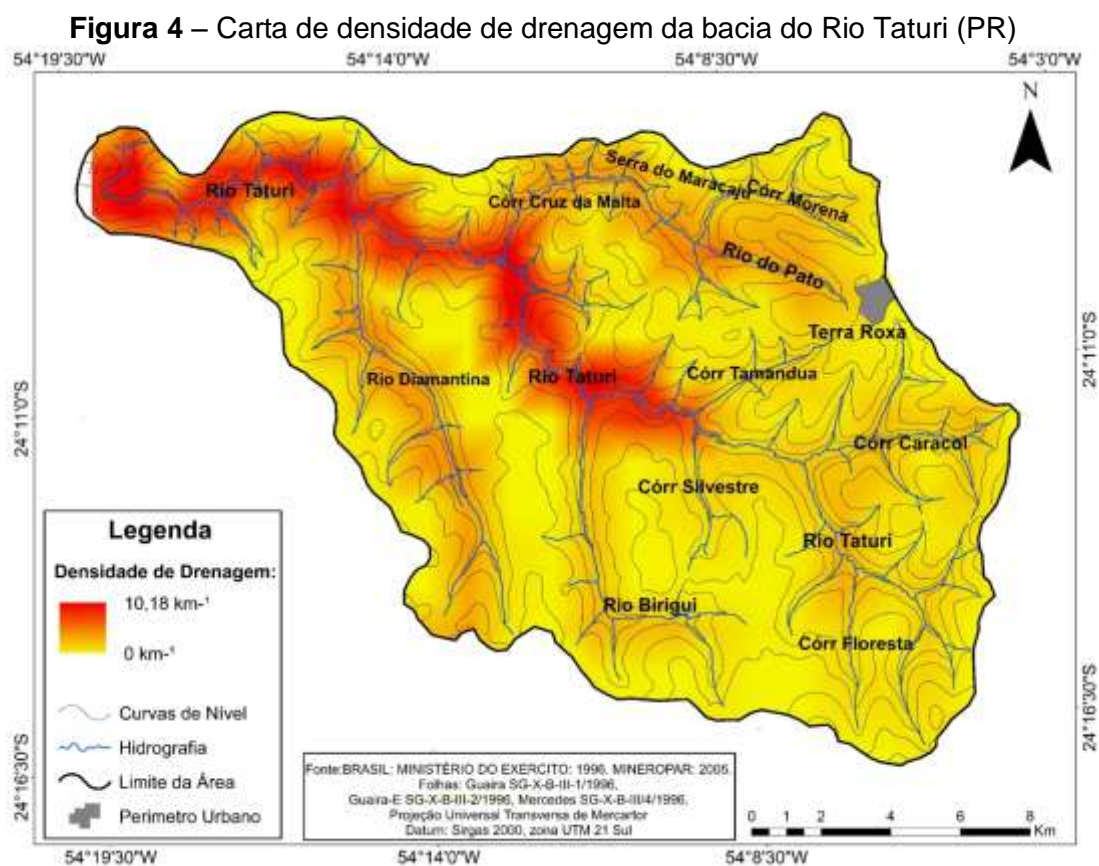 Figura 4 – Carta de densidade de drenagem da bacia do Rio Taturi (PR)
54°19'30"W 54°14'0"W 54°8'30"W 54°3'0"W
N
Serra do Maracaju
Córr Morena
Rio Taturi
Córr Cruz da Malta
Rio do Pato
Terra Roxa
24°11'0"S
Rio Diamantina
Rio Taturi
Córr Tamandua
24°11'0"S
Córr Caracol
Córr Silvestre
Rio Taturi
Rio Birigui
Córr Floresta
24°16'30"S
24°16'30"S
Legenda
Densidade de Drenagem:
10,18 km-¹
0 km-¹
Curvas de Nivel
Hidrografia
Limite da Área
Perimetro Urbano
Fonte:BRASIL: MINISTÉRIO DO EXERCITO: 1996. MINEROPAR: 2005.
Folhas: Guaira SG-X-B-III-1/1996,
Guaira-E SG-X-B-III-2/1996, Mercedes SG-X-B-III/4/1996,
Projeção Universal Transversa de Mercartor
Datum: Sirgas 2000, zona UTM 21 Sul
0 1 2 4 6 8
Km
54°19'30"W 54°14'0"W 54°8'30"W